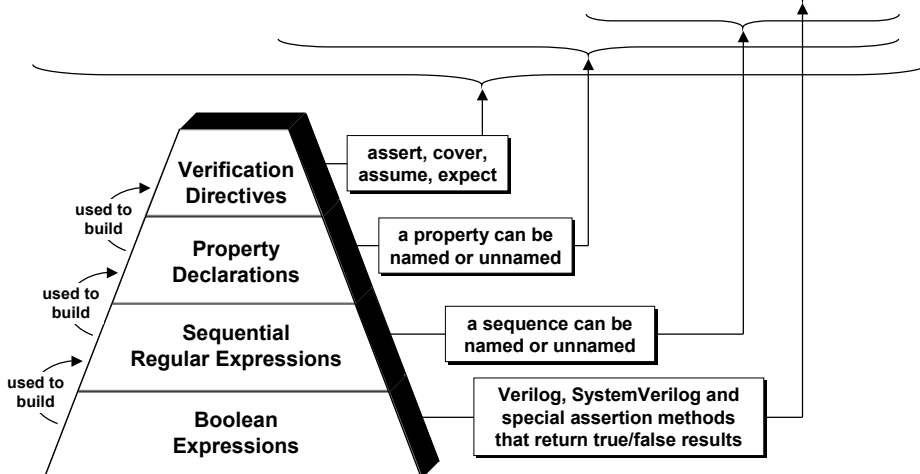 assert, cover,
assume, expect
Verification
Directives
used to
build
a property can be
named or unnamed
Property
Declarations
used to
build
a sequence can be
named or unnamed
Sequential
Regular Expressions
used to
build
Verilog, SystemVerilog and
special assertion methods
that return true/false results
Boolean
Expressions